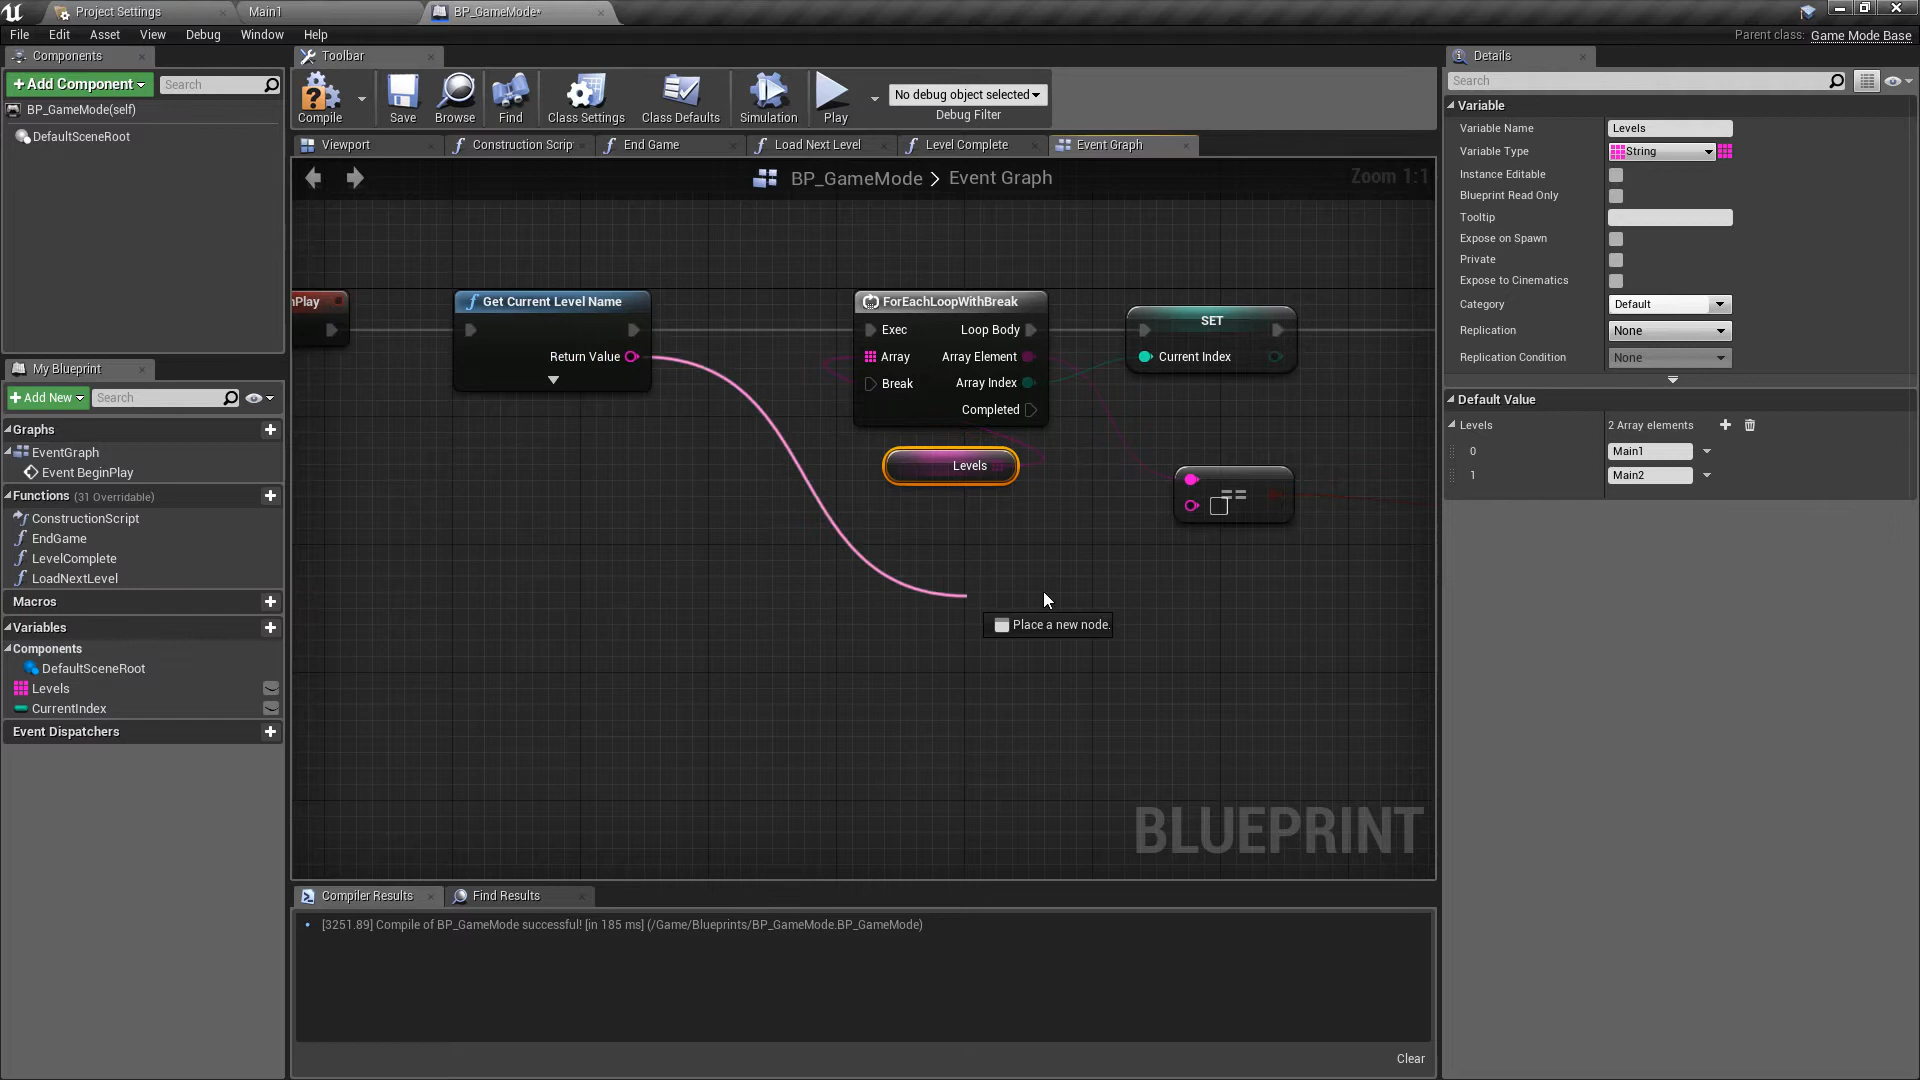 Project Settings
Main1
BP_GameMode*
File
Edit
Asset
View
Debug
Window
Help
Parent class:
Game Mode Base
Components
Add Component
Search
BP_GameMode(self)
DefaultSceneRoot
Toolbar
Compile
Save
Browse
Find
Class Settings
Class Defaults
Simulation
Play
No debug object selected
Debug Filter
Viewport
Construction Scrip
End Game
Load Next Level
Level Complete
Event Graph
BP_GameMode > Event Graph
Zoom 1:1
nPlay
Get Current Level Name
Return Value
ForEachLoopWithBreak
Exec
Loop Body
Array
Array Element
Break
Array Index
Completed
Levels
SET
Current Index
==
Place a new node.
BLUEPRINT
My Blueprint
Add New
Search
Graphs
EventGraph
Event BeginPlay
Functions (31 Overridable)
ConstructionScript
EndGame
LevelComplete
LoadNextLevel
Macros
Variables
Components
DefaultSceneRoot
Levels
CurrentIndex
Event Dispatchers
Compiler Results
Find Results
[3251.89] Compile of BP_GameMode successful! [in 185 ms] (/Game/Blueprints/BP_GameMode.BP_GameMode)
Clear
Details
Search
Variable
Variable Name
Levels
Variable Type
String
Instance Editable
Blueprint Read Only
Tooltip
Expose on Spawn
Private
Expose to Cinematics
Category
Default
Replication
None
Replication Condition
None
Default Value
Levels
2 Array elements
0
Main1
1
Main2